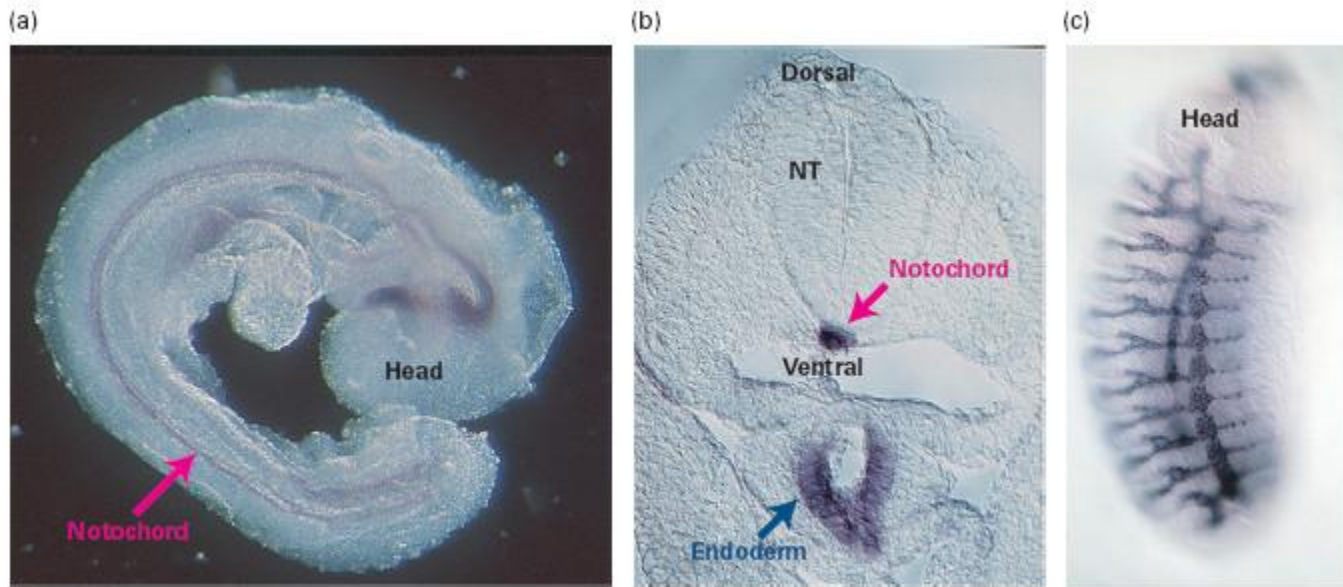 (a)
Head
Notochord
(b)
Dorsal
NT
Notochord
Ventral
Endoderm
(c)
Head